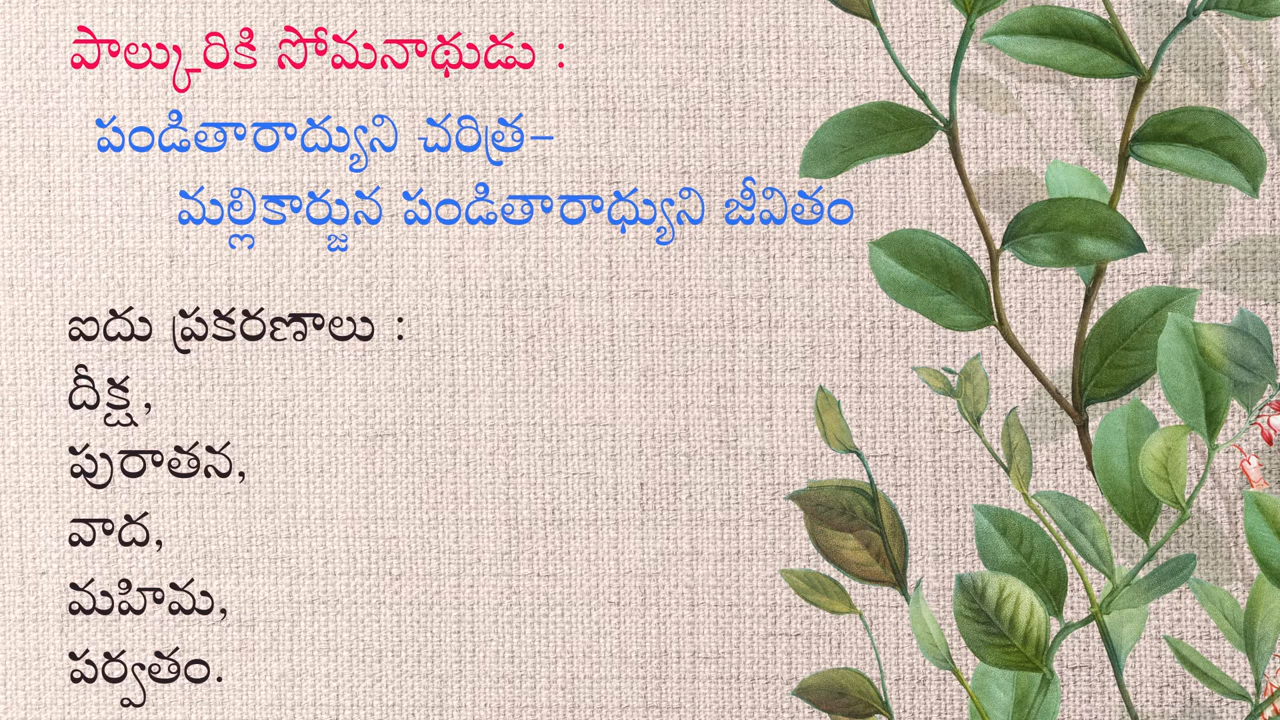 పాల్కురికి సోమనాథుడు :
పండితారాద్యుని చరిత్ర-
మల్లికార్జున పండితారాధ్యుని జీవితం
ఐదు ప్రకరణాలు :
దీక్ష,
పురాతన,
వాద,
మహిమ,
పర్వతం.